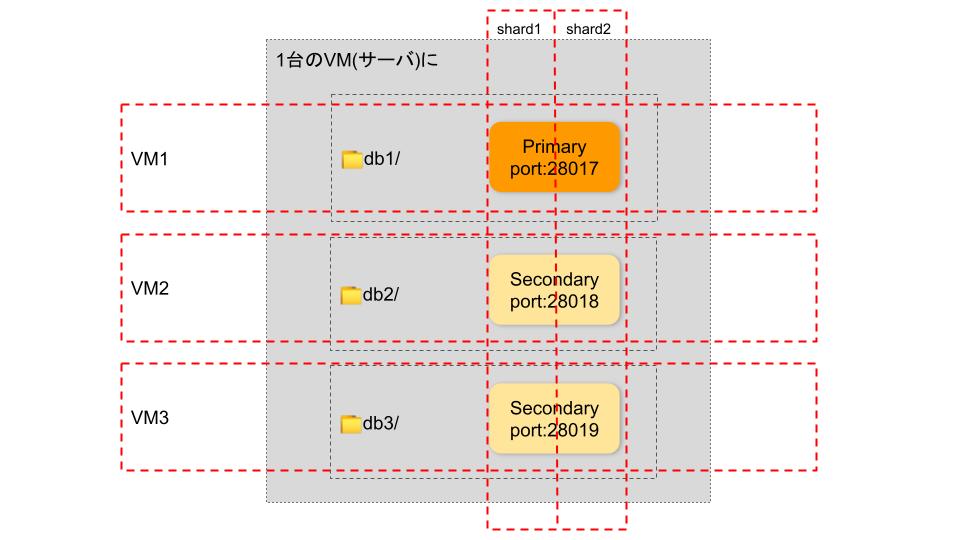 shard1 shard2
1台のVM(サーバ)に
VM1
db1/
Primary
port:28017
VM2
db2/
Secondary
port:28018
VM3
db3/
Secondary
port:28019